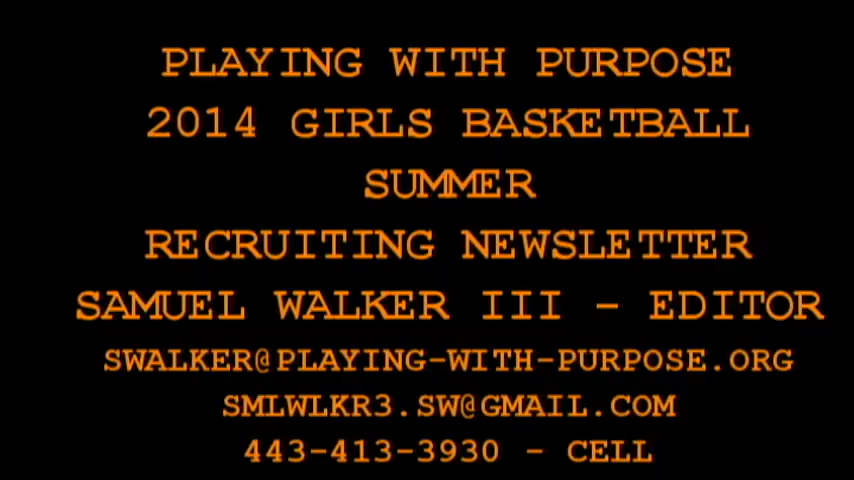 PLAYING WITH PURPOSE
2014 GIRLS BASKETBALL
SUMMER
RECRUITING NEWSLETTER
SAMUEL WALKER III - EDITOR
SWALKER@PLAYING-WITH-PURPOSE.ORG
SMLWLKR3.SW@GMAIL.COM
443-413-3930 - CELL